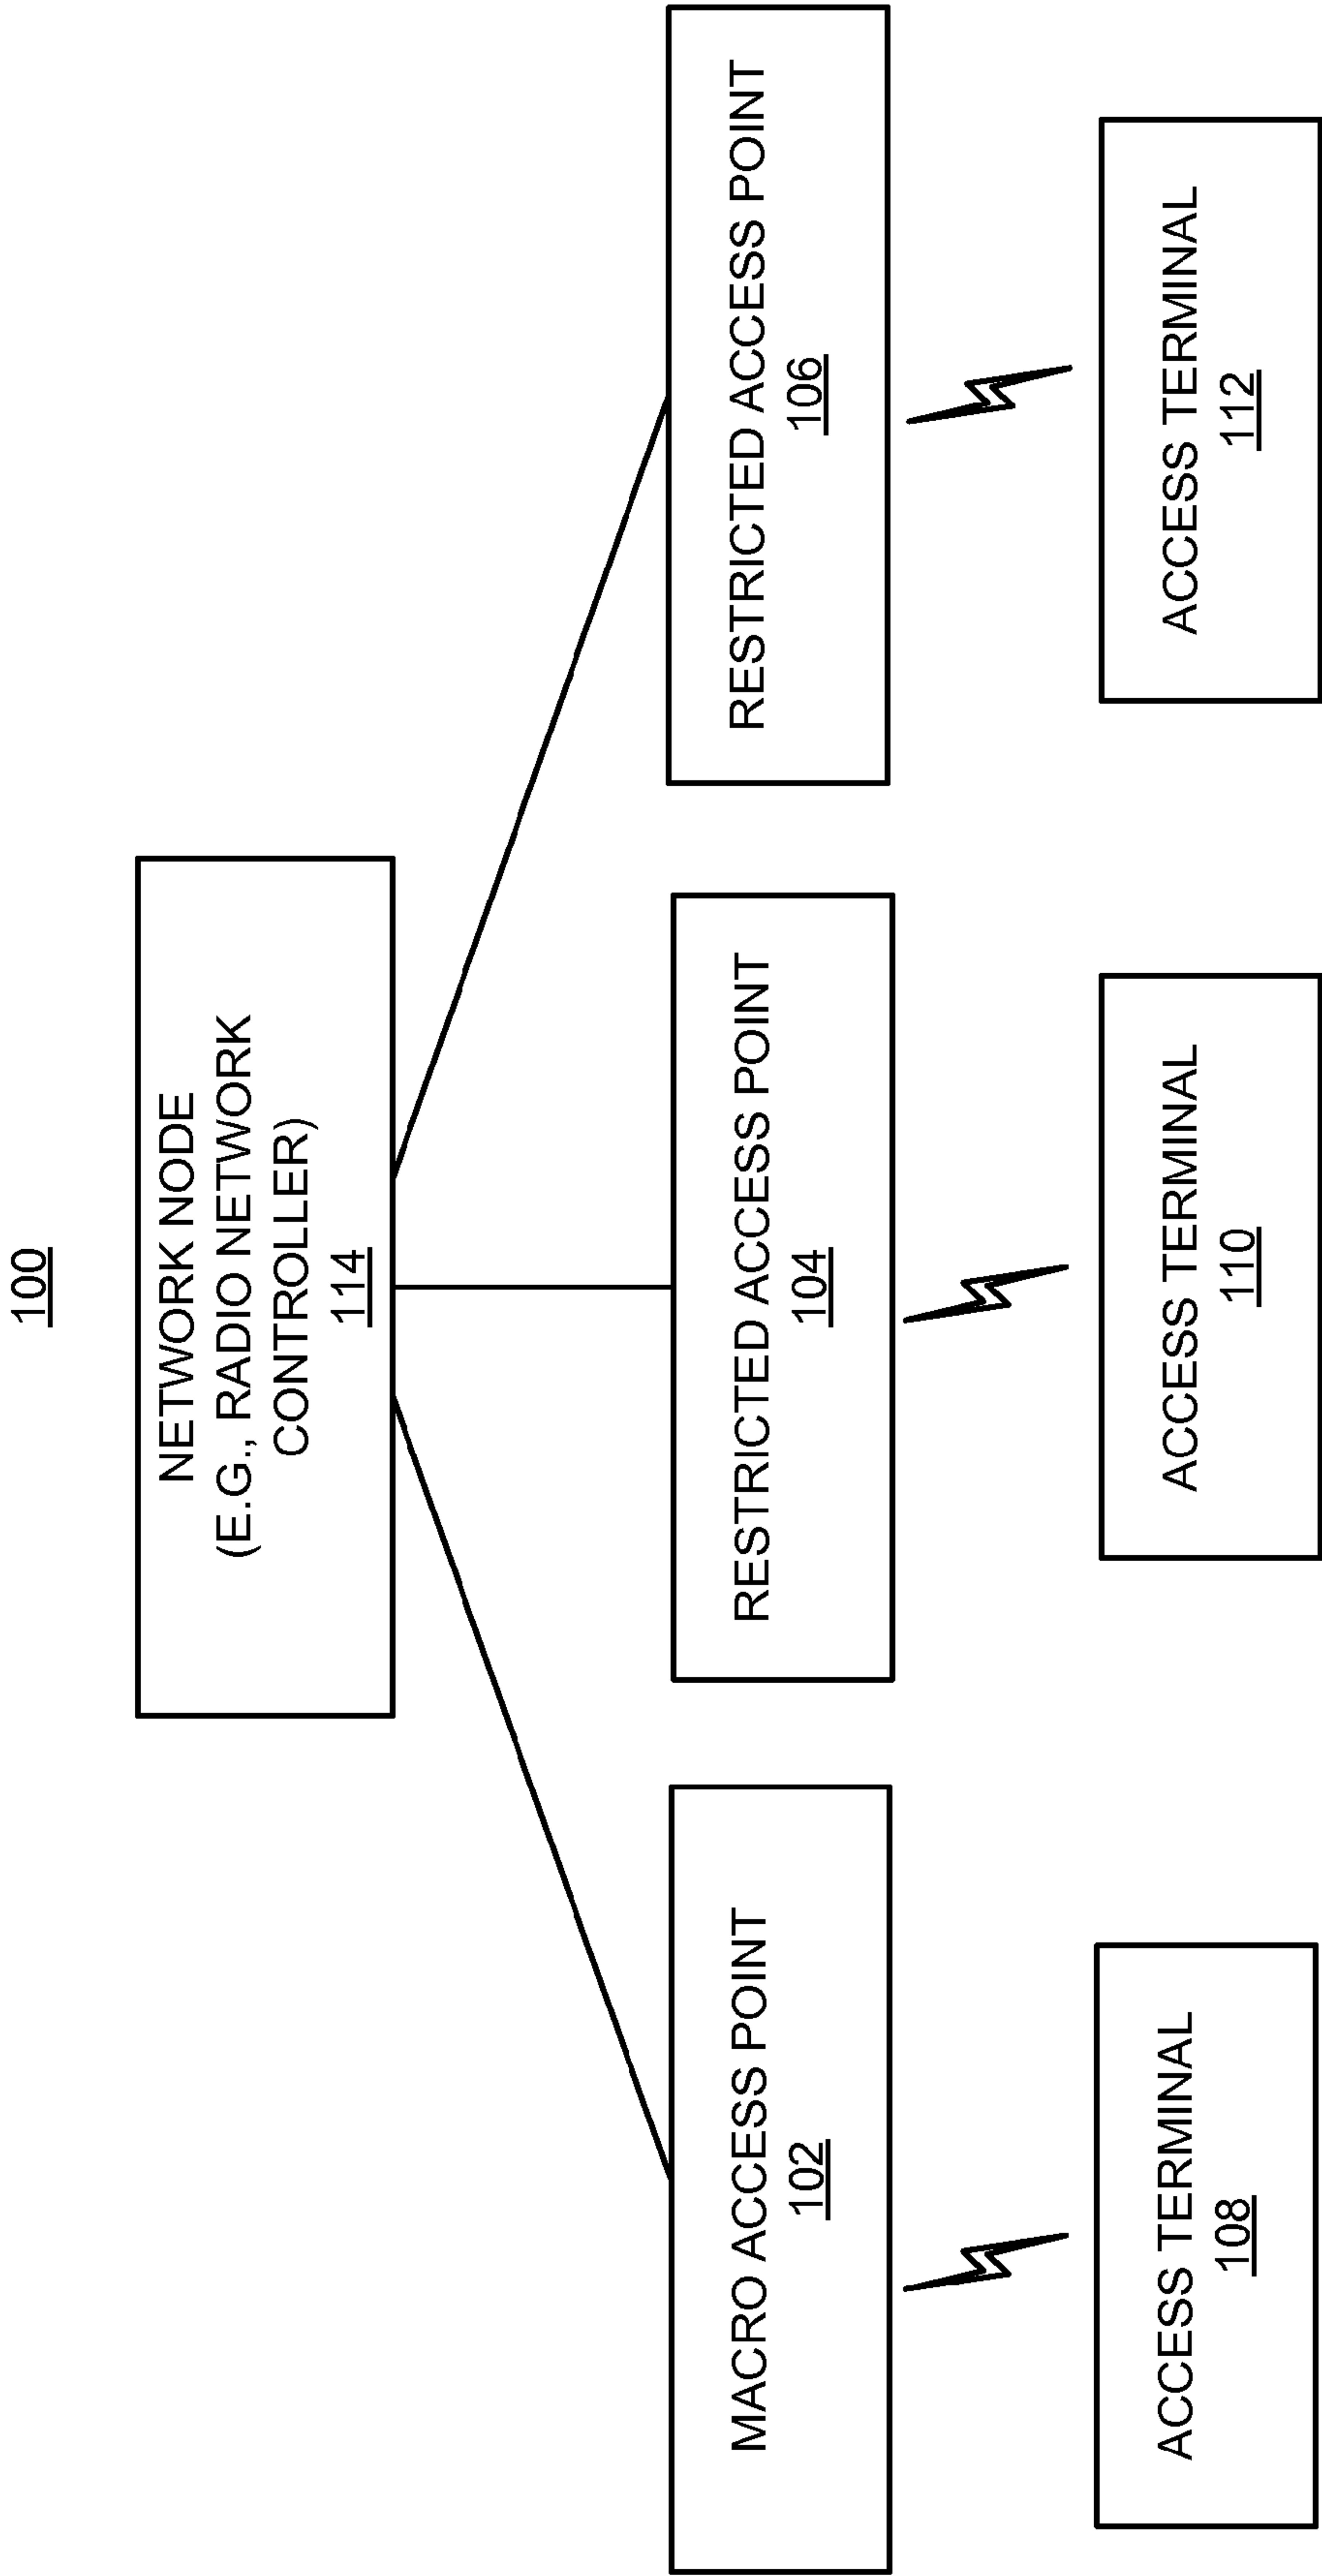 100
NETWORK NODE
(E.G., RADIO NETWORK
CONTROLLER)
114
MACRO ACCESS POINT
102
RESTRICTED ACCESS POINT
104
RESTRICTED ACCESS POINT
106
ACCESS TERMINAL
108
ACCESS TERMINAL
110
ACCESS TERMINAL
112